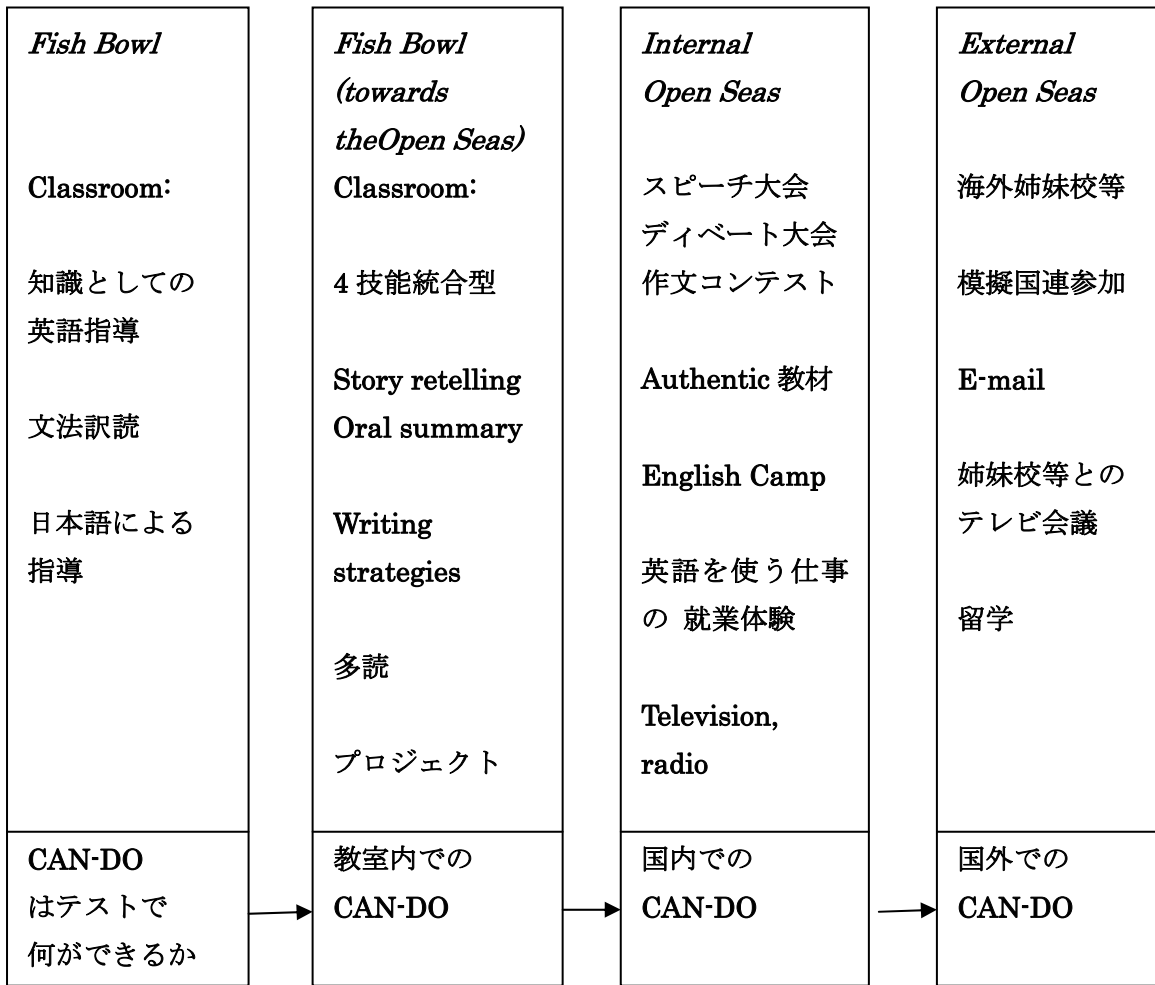 Fish Bowl
Classroom:
知識としての
英語指導
文法訳読
日本語による
指導
CAN-DO
はテストで
何ができるか
Fish Bowl
(towards
theOpen Seas)
Classroom:
4 技能統合型
Story retelling
Oral summary
Writing
strategies
多読
プロジェクト
教室内での
CAN-DO
Internal
Open Seas
スピーチ大会
ディベート大会
作文コンテスト
Authentic 教材
English Camp
英語を使う仕事
の 就業体験
Television,
radio
国内での
CAN-DO
External
Open Seas
海外姉妹校等
模擬国連参加
E-mail
姉妹校等との
テレビ会議
留学
国外での
CAN-DO